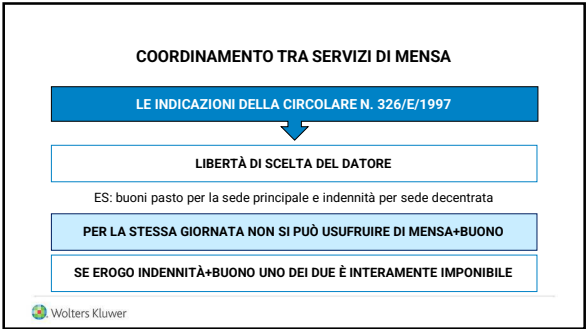 COORDINAMENTO TRA SERVIZI DI MENSA
LE INDICAZIONI DELLA CIRCOLARE N. 326/E/1997
LIBERTÀ DI SCELTA DEL DATORE
ES: buoni pasto per la sede principale e indennità per sede decentrata
PER LA STESSA GIORNATA NON SI PUÒ USUFRUIRE DI MENSA+BUONO
SE EROGO INDENNITÀ+BUONO UNO DEI DUE È INTERAMENTE IMPONIBILE
Wolters Kluwer